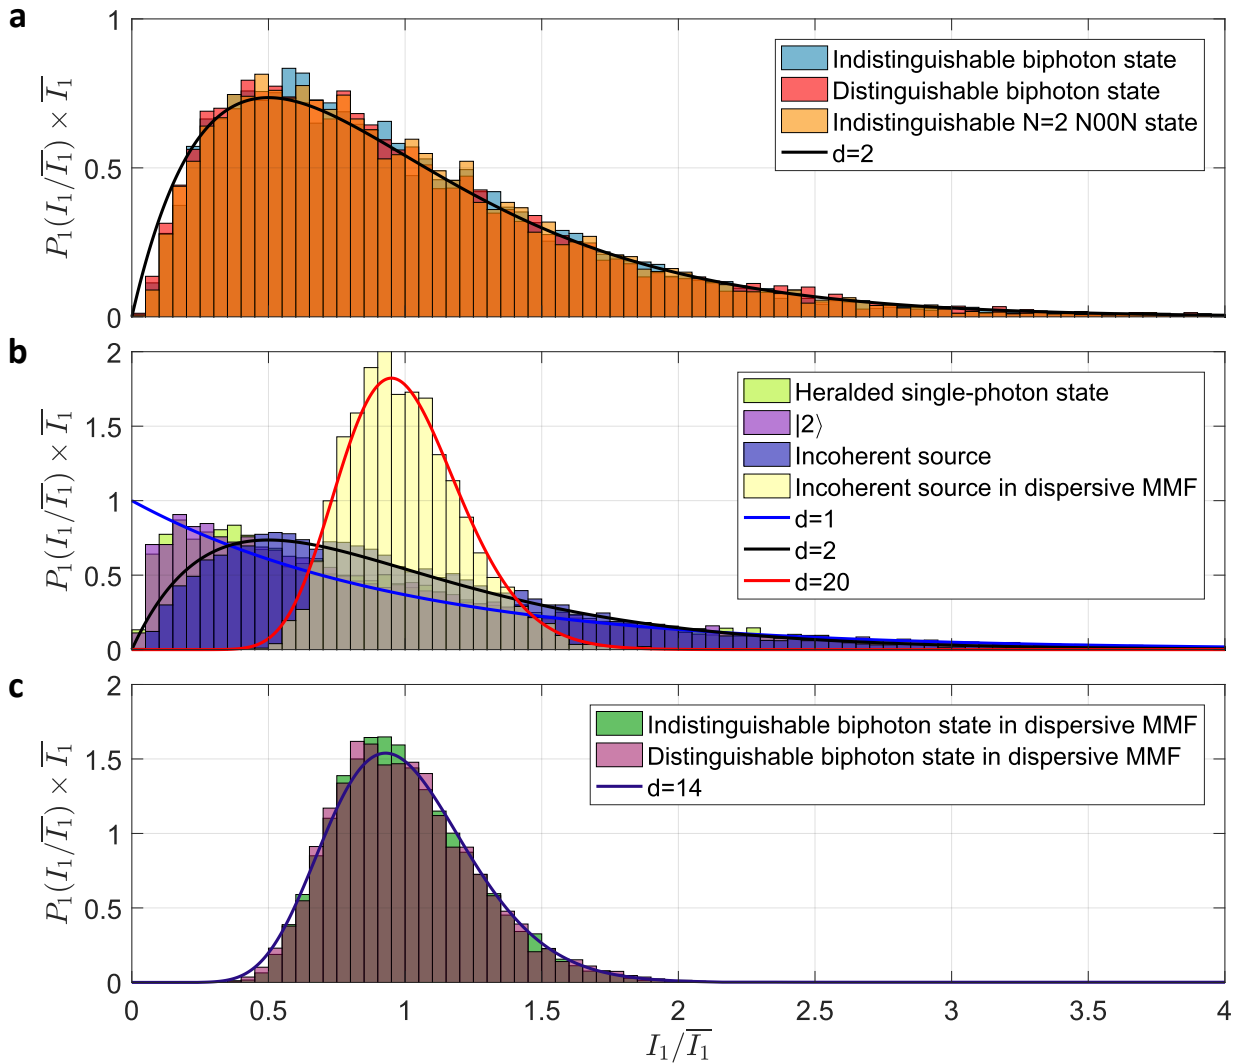 a
1
0.5
0
P₁(I₁/I̅₁) × I̅₁
Indistinguishable biphoton state
Distinguishable biphoton state
Indistinguishable N=2 N00N state
d=2
b
2
1.5
1
0.5
0
P₁(I₁/I̅₁) × I̅₁
Heralded single-photon state
|2⟩
Incoherent source
Incoherent source in dispersive MMF
d=1
d=2
d=20
c
2
1.5
1
0.5
0
P₁(I₁/I̅₁) × I̅₁
Indistinguishable biphoton state in dispersive MMF
Distinguishable biphoton state in dispersive MMF
d=14
0 0.5 1 1.5 2 2.5 3 3.5 4
I₁/I̅₁